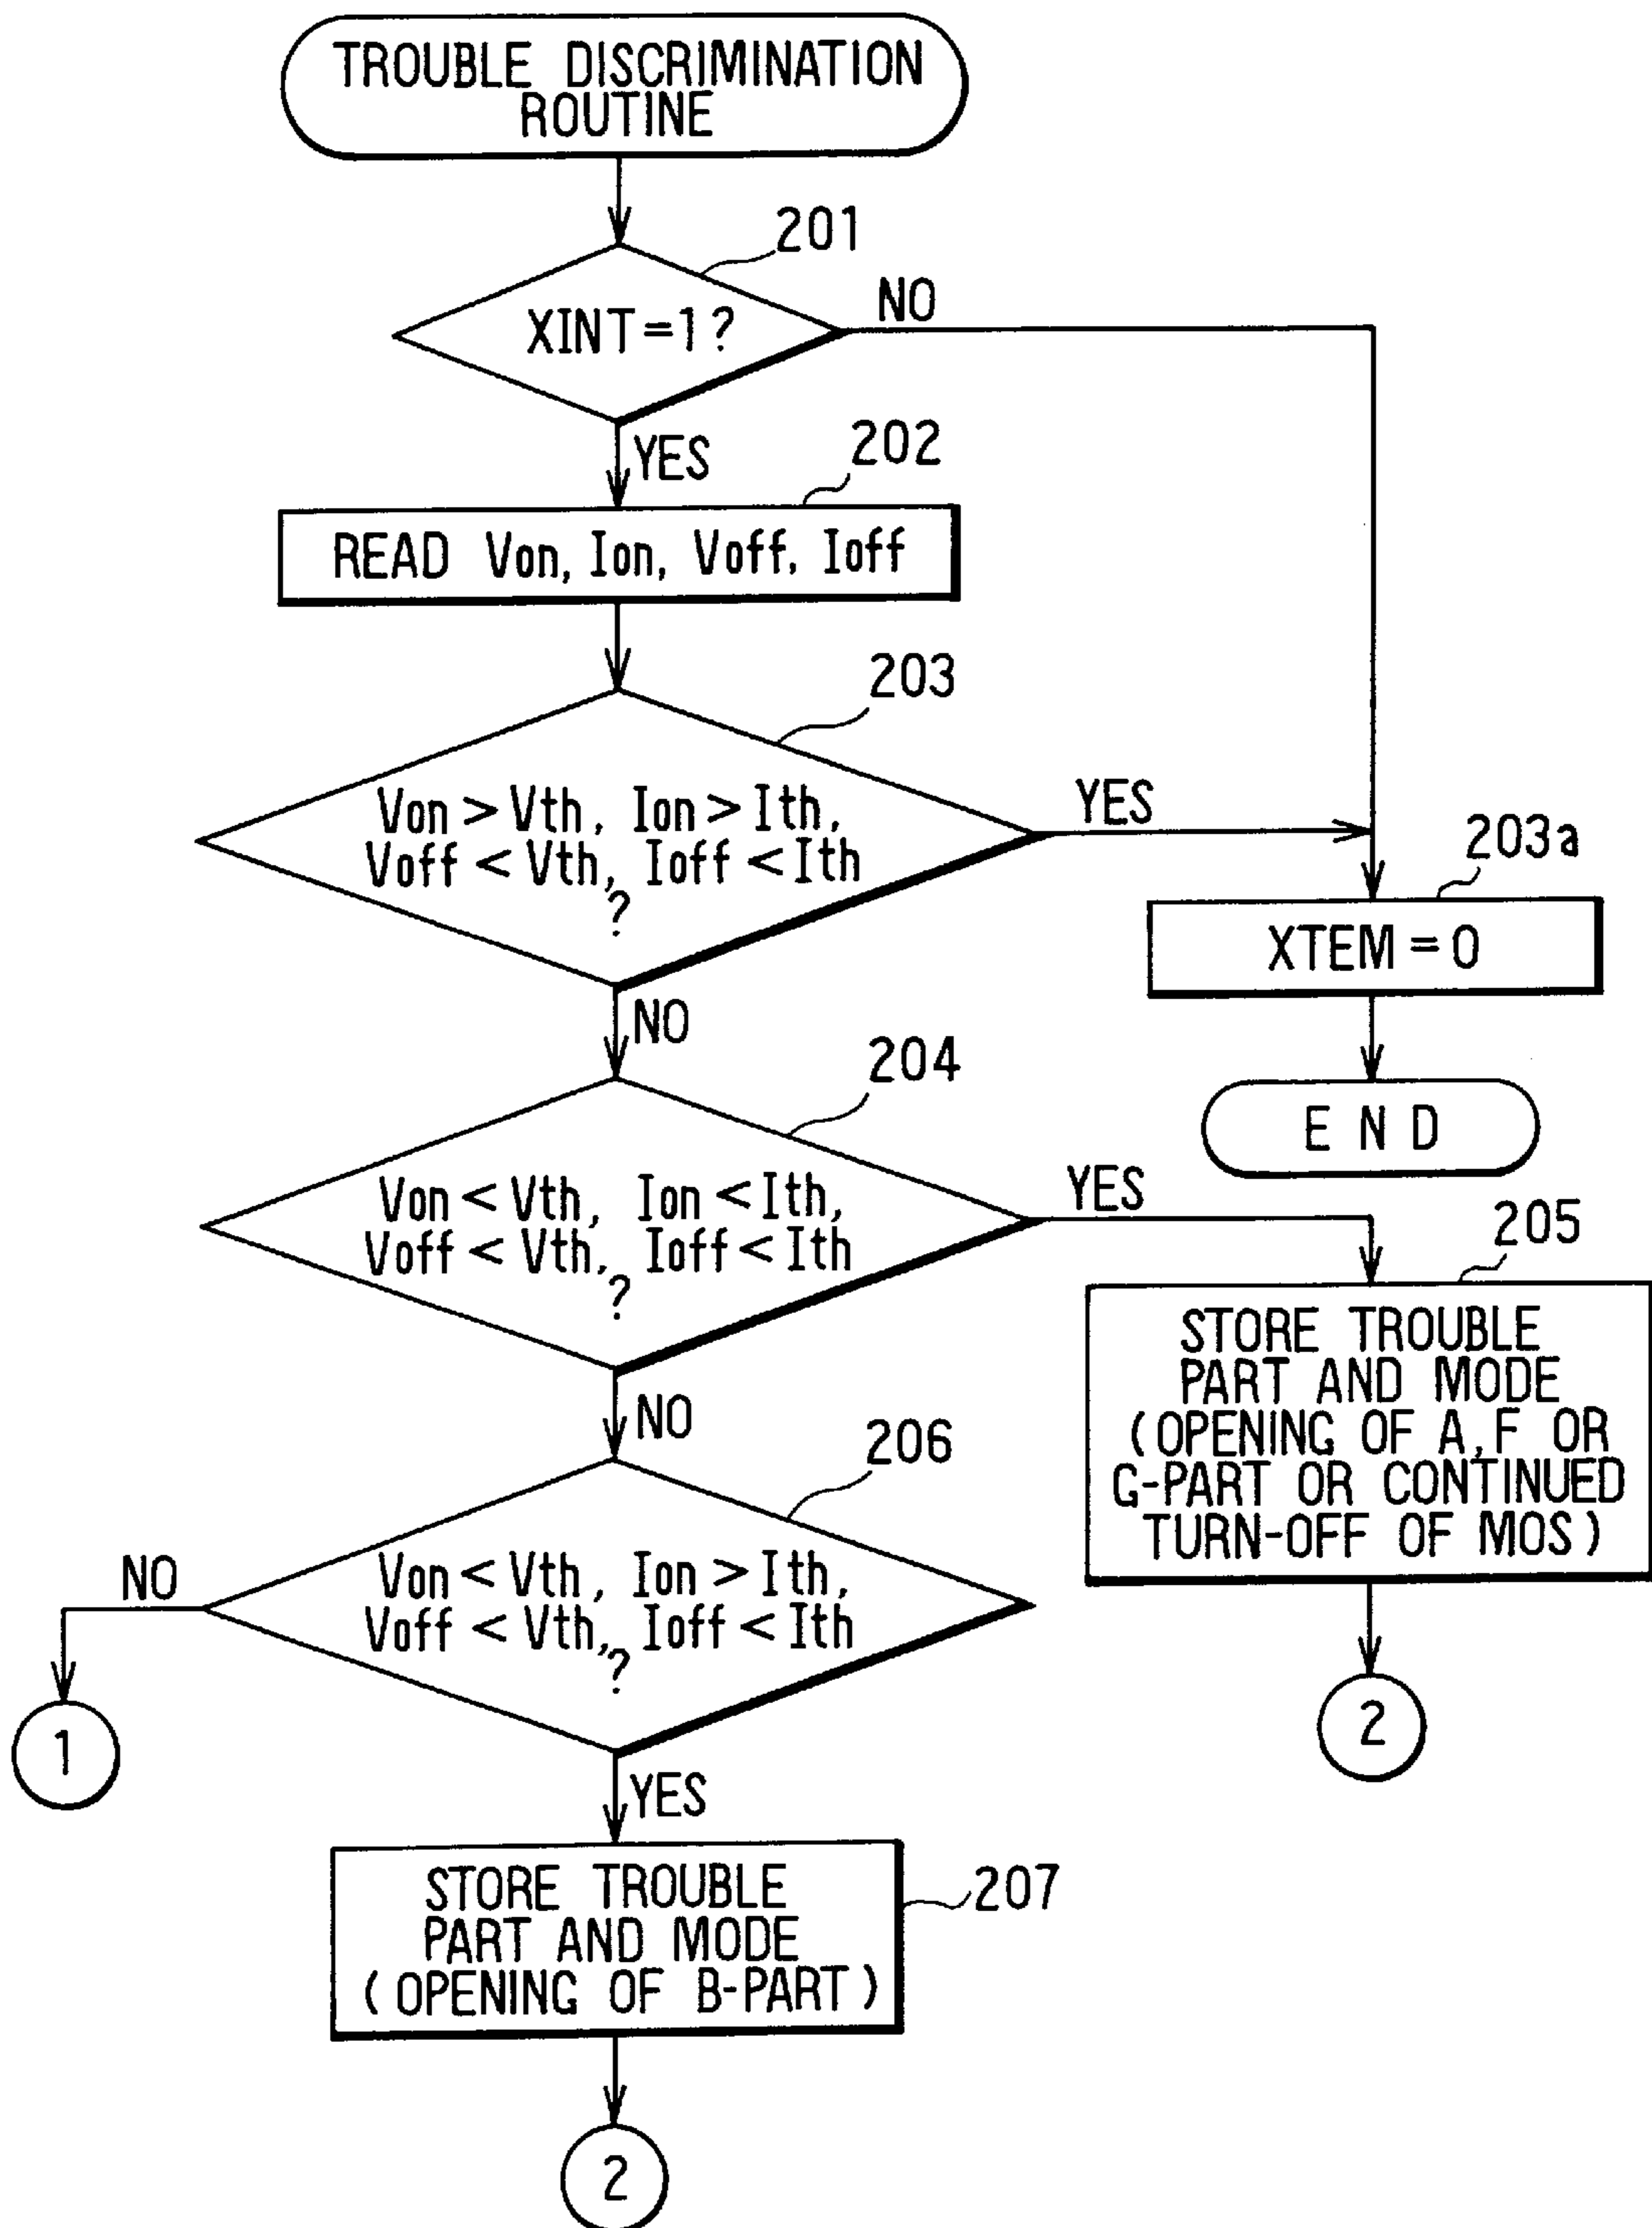 TROUBLE DISCRIMINATION
ROUTINE
201
XINT=1?
NO
YES
202
READ Von, Ion, Voff. Ioff
203
Von > Vth, Ion > Ith,
Voff < Vth, Ioff < Ith
?
YES
203a
XTEM = 0
NO
END
204
Von < Vth, Ion < Ith,
Voff < Vth, Ioff < Ith
?
YES
205
STORE TROUBLE
PART AND MODE
(OPENING OF A, F OR
G-PART OR CONTINUED
TURN-OFF OF MOS)
NO
206
Von < Vth, Ion > Ith,
Voff < Vth, Ioff < Ith
?
NO
1
2
YES
STORE TROUBLE
PART AND MODE
(OPENING OF B-PART)
207
2